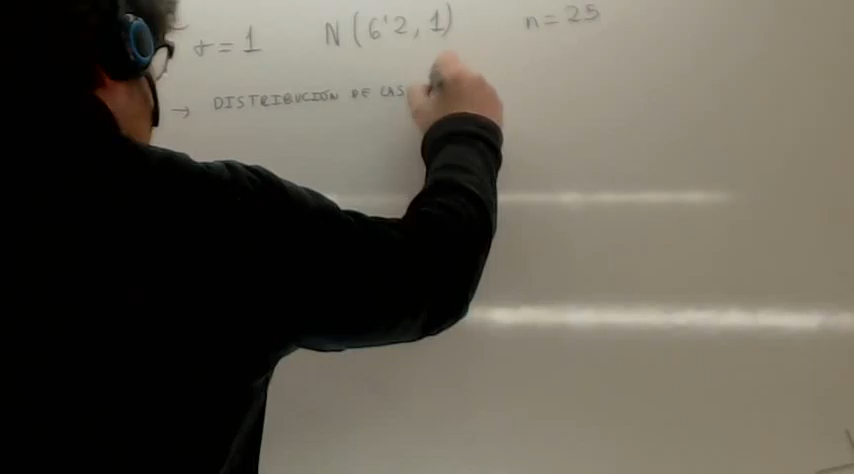 σ = 1 N(6'2, 1) n = 25
→ DISTRIBUCIÓN DE LAS